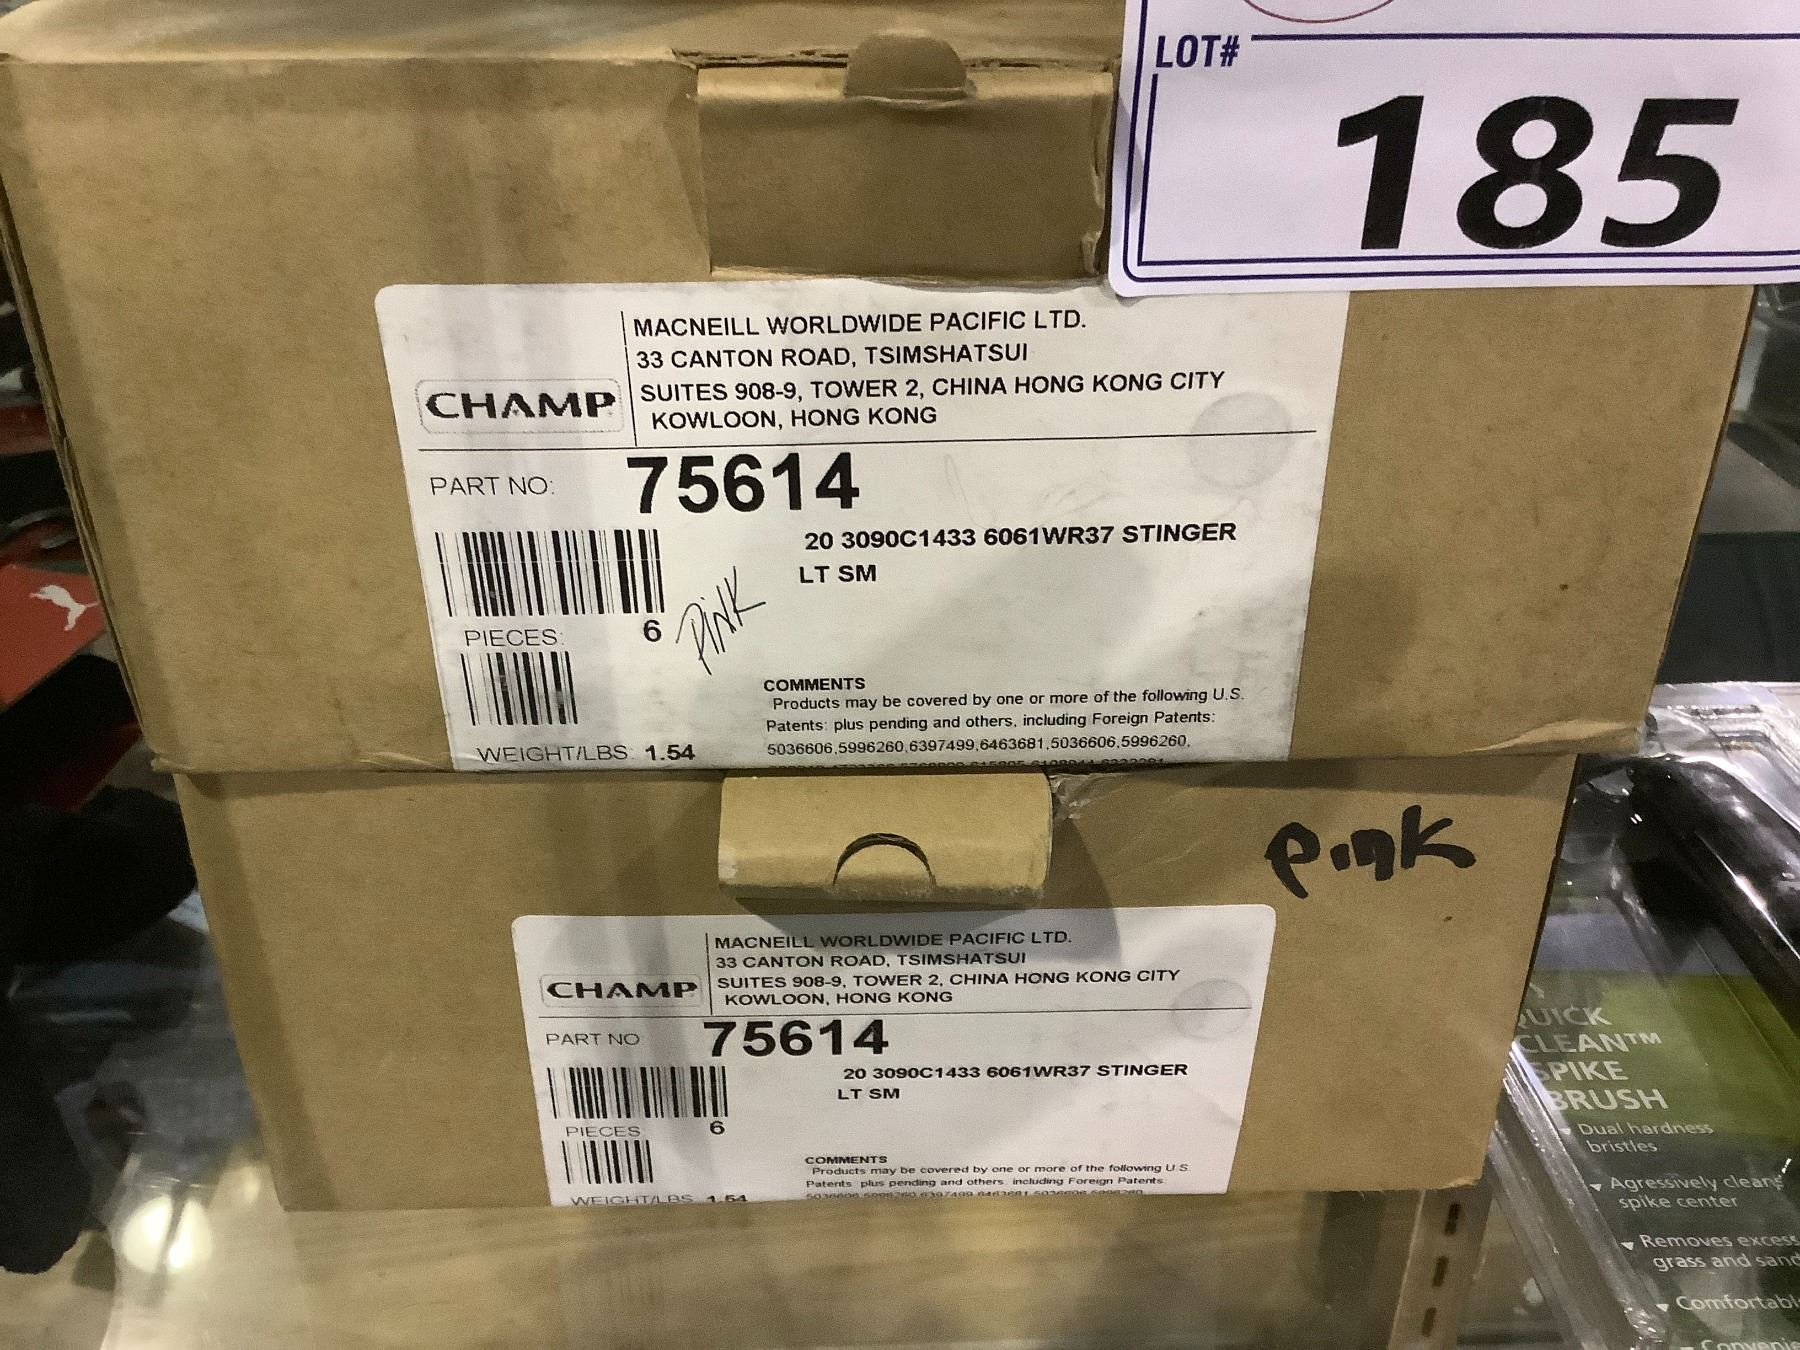 LOT#
185
MACNEILL WORLDWIDE PACIFIC LTD.
33 CANTON ROAD, TSIMSHATSUI
SUITES 908-9, TOWER 2, CHINA HONG KONG CITY
KOWLOON, HONG KONG
CHAMP
PART NO: 75614
20 3090C1433 6061WR37 STINGER
LT SM
PIECES: 6
PINK
COMMENTS
Products may be covered by one or more of the following U.S.
Patents: plus pending and others, including Foreign Patents:
5036606,5996260,6397499,6463681,5036606,5996260,
WEIGHT/LBS: 1.54
pink
MACNEILL WORLDWIDE PACIFIC LTD.
33 CANTON ROAD, TSIMSHATSUI
SUITES 908-9, TOWER 2, CHINA HONG KONG CITY
KOWLOON, HONG KONG
CHAMP
PART NO 75614
20 3090C1433 6061WR37 STINGER
LT SM
PIECES 6
COMMENTS
Products may be covered by one or more of the following U.S.
Patents plus pending and others, including Foreign Patents
WEIGHT/LBS 1.54
QUICK
CLEAN™
SPIKE
BRUSH
Dual hardness
bristles
Agressively cleans
spike center
Removes excess
grass and sand